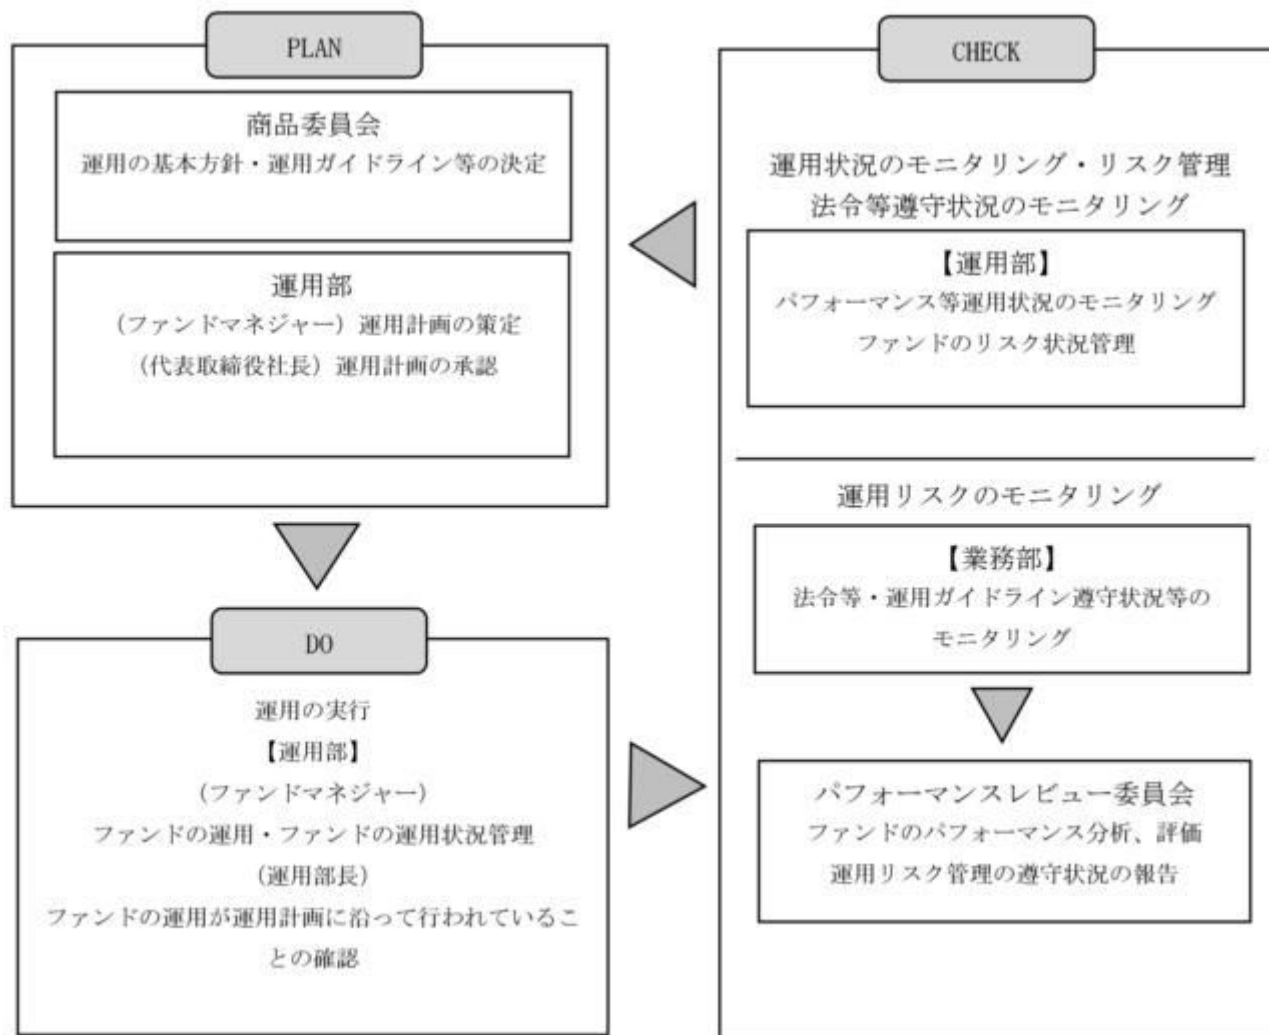 PLAN
商品委員会
運用の基本方針・運用ガイドライン等の決定
運用部
（ファンドマネジャー）運用計画の策定
（代表取締役社長）運用計画の承認
DO
運用の実行
【運用部】
（ファンドマネジャー）
ファンドの運用・ファンドの運用状況管理
（運用部長）
ファンドの運用が運用計画に沿って行われているこ
との確認
CHECK
運用状況のモニタリング・リスク管理
法令等遵守状況のモニタリング
【運用部】
パフォーマンス等運用状況のモニタリング
ファンドのリスク状況管理
運用リスクのモニタリング
【業務部】
法令等・運用ガイドライン遵守状況等の
モニタリング
パフォーマンスレビュー委員会
ファンドのパフォーマンス分析、評価
運用リスク管理の遵守状況の報告